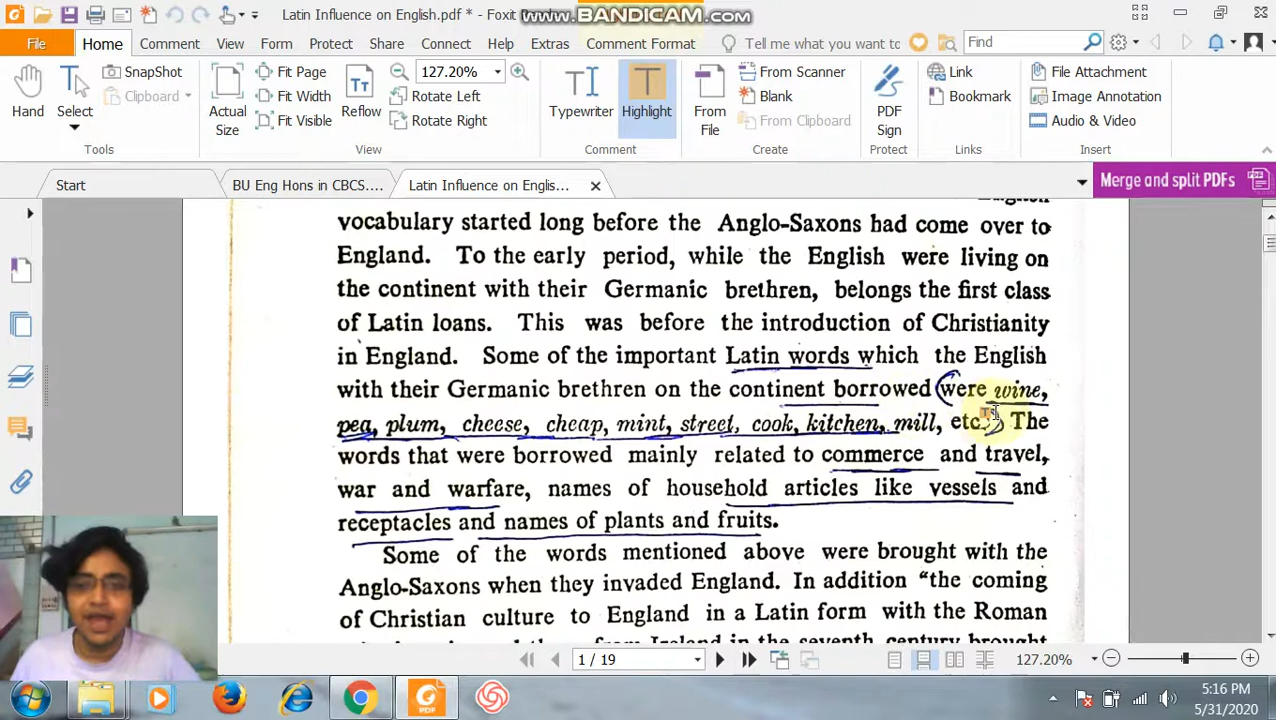 Latin Influence on English.pdf * - Foxit
www.BANDICAM.com
File
Home
Comment
View
Form
Protect
Share
Connect
Help
Extras
Comment Format
Tell me what you want to
Find
Hand
Select
SnapShot
Clipboard
Actual
Size
Fit Page
Fit Width
Fit Visible
Reflow
127.20%
Rotate Left
Rotate Right
Typewriter
Highlight
From
File
From Scanner
Blank
From Clipboard
PDF
Sign
Link
Bookmark
File Attachment
Image Annotation
Audio & Video
Tools
View
Comment
Create
Protect
Links
Insert
Start
BU Eng Hons in CBCS....
Latin Influence on Englis...
Merge and split PDFs
English
vocabulary started long before the Anglo-Saxons had come over to
England. To the early period, while the English were living on
the continent with their Germanic brethren, belongs the first class
of Latin loans. This was before the introduction of Christianity
in England. Some of the important Latin words which the English
with their Germanic brethren on the continent borrowed were wine,
pea, plum, cheese, cheap, mint, street, cook, kitchen, mill, etc. The
words that were borrowed mainly related to commerce and travel,
war and warfare, names of household articles like vessels and
receptacles and names of plants and fruits.
Some of the words mentioned above were brought with the
Anglo-Saxons when they invaded England. In addition “the coming
of Christian culture to England in a Latin form with the Roman
from Ireland in the seventh century brought
1 / 19
127.20%
PDF
5:16 PM
5/31/2020